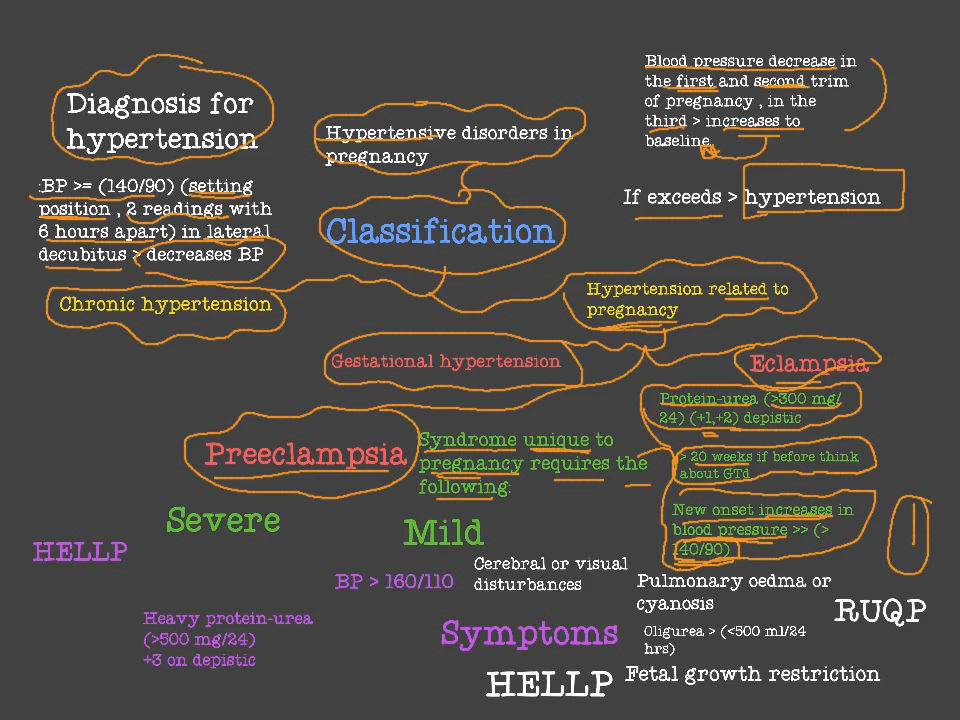 Diagnosis for
hypertension
:BP >= (140/90) (setting
position , 2 readings with
6 hours apart) in lateral
decubitus > decreases BP
Hypertensive disorders in
pregnancy
Classification
Blood pressure decrease in
the first and second trim
of pregnancy , in the
third > increases to
baseline
If exceeds > hypertension
Chronic hypertension
Hypertension related to
pregnancy
Gestational hypertension
Eclampsia
Preeclampsia
Syndrome unique to
pregnancy requires the
following:
Protein-urea (>300 mg/
24) (+1,+2) depistic
> 20 weeks if before think
about GTd
New onset increases in
blood pressure >> (>
140/90)
Severe
Mild
HELLP
BP > 160/110
Heavy protein-urea
(>500 mg/24)
+3 on depistic
Cerebral or visual
disturbances
Symptoms
HELLP
Pulmonary oedma or
cyanosis
Oligurea > (<500 ml/24
hrs)
Fetal growth restriction
RUQP